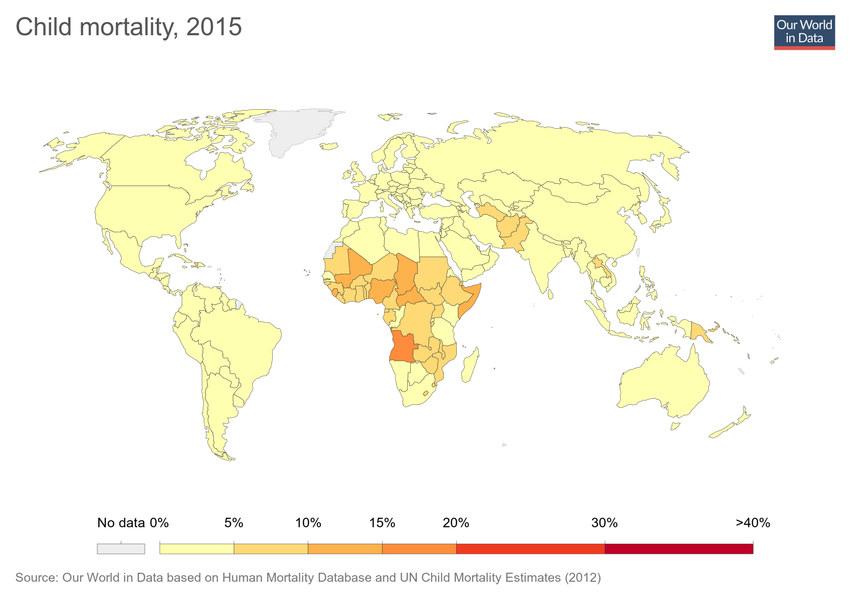 Child mortality, 2015
Our World
in Data
No data 0% 5% 10% 15% 20% 30% >40%
Source: Our World in Data based on Human Mortality Database and UN Child Mortality Estimates (2012)